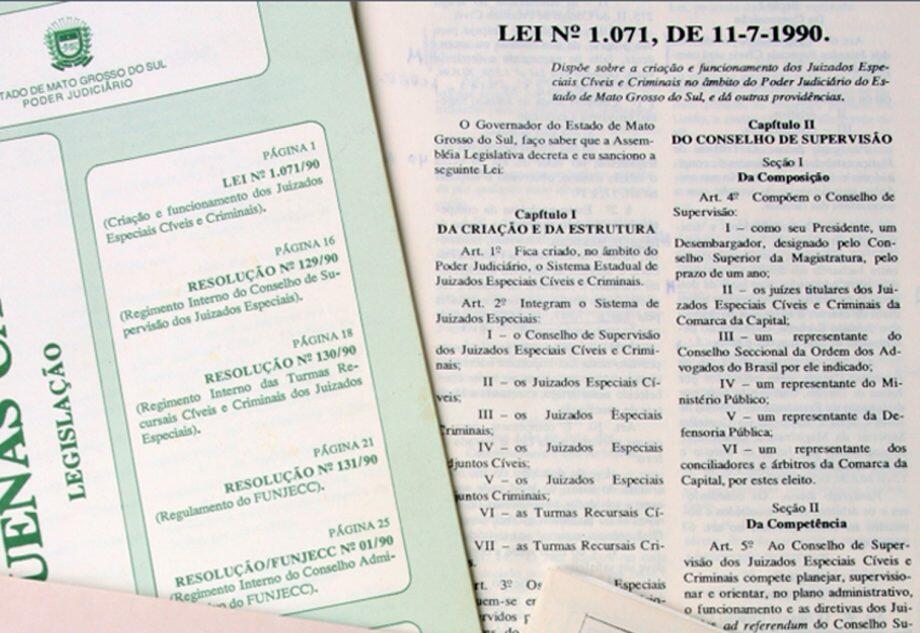 TADO DE MATO GROSSO DO SUL
PODER JUDICIÁRIO
UENAS CA
LEGISLAÇÃO
PÁGINA 1
LEI Nº 1.071/90
(Criação e funcionamento dos Juizados
Especiais Cíveis e Criminais).
PÁGINA 16
RESOLUÇÃO Nº 129/90
(Regimento Interno do Conselho de Su-
pervisão dos Juizados Especiais).
PÁGINA 18
RESOLUÇÃO Nº 130/90
(Regimento Interno das Turmas Re-
cursais Cíveis e Criminais dos Juizados
Especiais).
PÁGINA 21
RESOLUÇÃO Nº 131/90
(Regulamento do FUNJECC).
PÁGINA 25
RESOLUÇÃO/FUNJECC Nº 01/90
(Regimento Interno do Conselho Admi-
do FUNJECC).
LEI Nº 1.071, DE 11-7-1990.
Dispõe sobre a criação e funcionamento dos Juizados Espe-
ciais Cíveis e Criminais no âmbito do Poder Judiciário do Es-
tado de Mato Grosso do Sul, e dá outras providências.
O Governador do Estado de Mato
Grosso do Sul, faço saber que a Assem-
bléia Legislativa decreta e eu sanciono a
seguinte Lei:
Capítulo I
DA CRIAÇÃO E DA ESTRUTURA
Art. 1º Fica criado, no âmbito do
Poder Judiciário, o Sistema Estadual de
Juizados Especiais Cíveis e Criminais.
Art. 2º Integram o Sistema de
Juizados Especiais:
I – o Conselho de Supervisão
dos Juizados Especiais Cíveis e Crimi-
nais;
II – os Juizados Especiais Cí-
veis;
III – os Juizados Especiais
Criminais;
IV – os Juizados Especiais
djuntos Cíveis;
V – os Juizados Especiais
untos Criminais;
VI – as Turmas Recursais Cí-
VII – as Turmas Recursais Cri-
s.
rt. 3º Os Especiais
uem-se em
rvidos p
do
Capítulo II
DO CONSELHO DE SUPERVISÃO
Seção I
Da Composição
Art. 4º Compõem o Conselho de
Supervisão:
I – como seu Presidente, um
Desembargador, designado pelo Con-
selho Superior da Magistratura, pelo
prazo de um ano;
II – os juízes titulares dos Jui-
zados Especiais Cíveis e Criminais da
Comarca da Capital;
III – um representante do
Conselho Seccional da Ordem dos Ad-
vogados do Brasil por ele indicado;
IV – um representante do Mi-
nistério Público;
V – um representante da De-
fensoria Pública;
VI – um representante dos
conciliadores e árbitros da Comarca da
Capital, por estes eleito.
Seção II
Da Competência
Art. 5º Ao Conselho de Super-
visão dos Juizados Especiais Cíveis e
Criminais compete planejar, supervisio-
nar e orientar, no plano administrativo,
o funcionamento e as diretivas dos Jui-
ad referendum do Conselho Su-